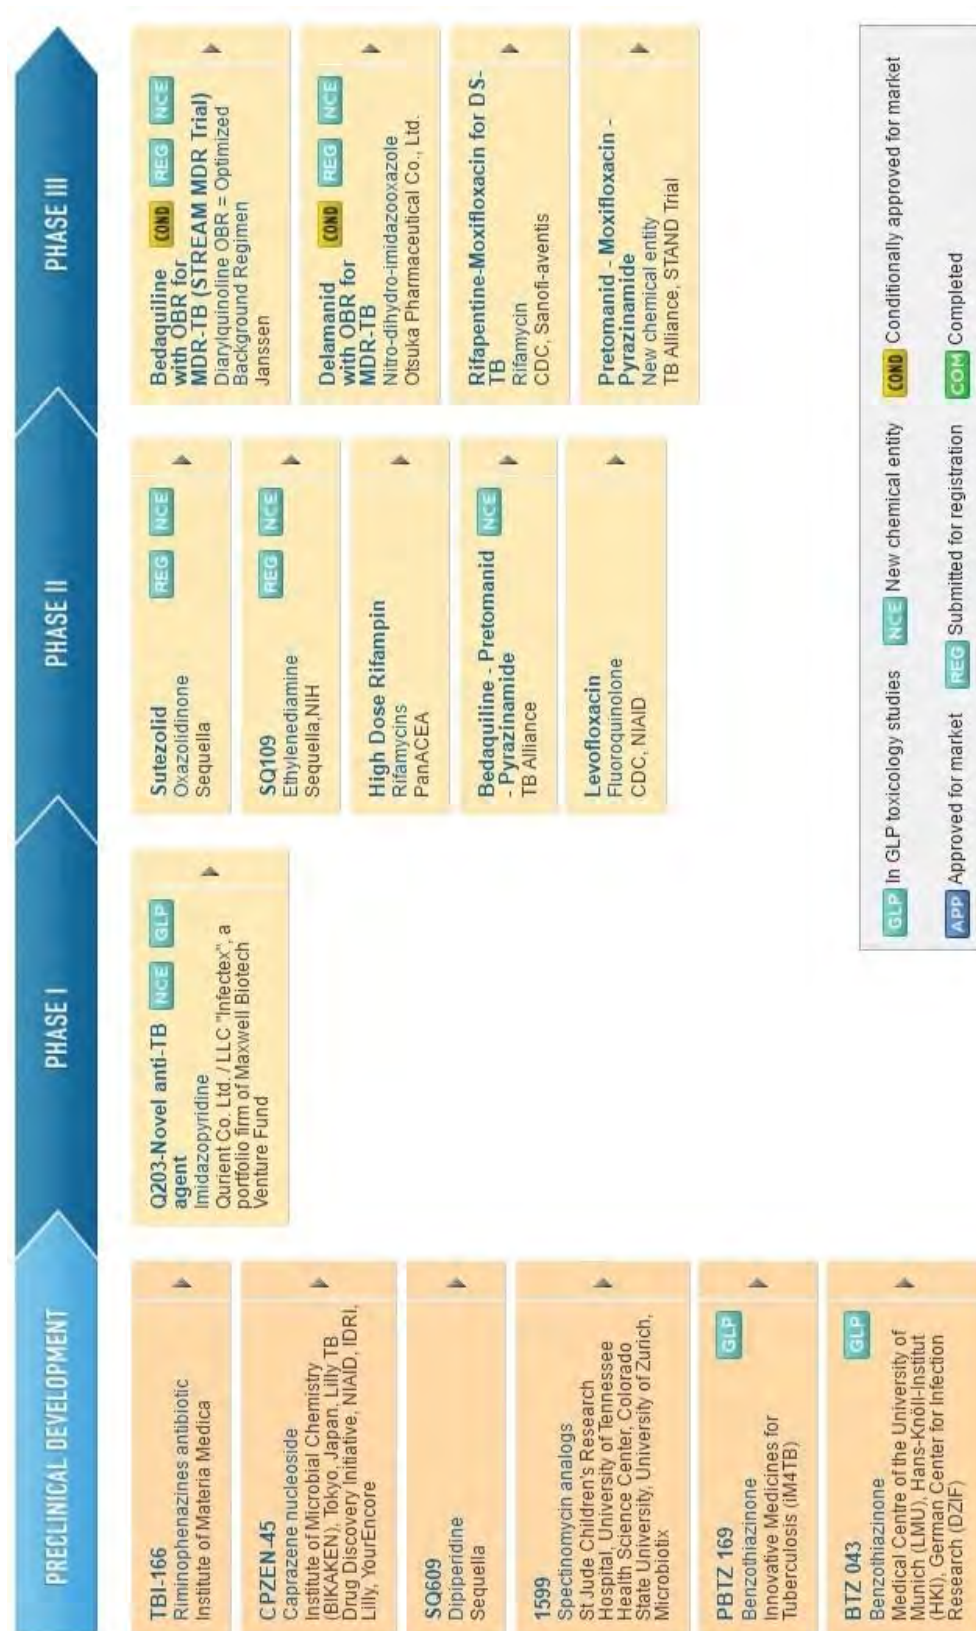 PRECLINICAL DEVELOPMENT
PHASE I
PHASE II
PHASE III
TBI-166
Riminophenazines antibiotic
Institute of Materia Medica
CPZEN-45
Caprazene nucleoside
Institute of Microbial Chemistry
(BIKAKEN), Tokyo, Japan, Lilly TB
Drug Discovery Initiative, NIAID, IDRI,
Lilly, YourEncore
SQ609
Dipiperidine
Sequella
1599
Spectinomycin analogs
St Jude Children's Research
Hospital, University of Tennessee
Health Science Center, Colorado
State University, University of Zurich,
Microbiotix
PBTZ 169 GLP
Benzothiazinone
Innovative Medicines for
Tuberculosis (iM4TB)
BTZ 043 GLP
Benzothiazinone
Medical Centre of the University of
Munich (LMU), Hans-Knöll-Institut
(HKI), German Center for Infection
Research (DZIF)
Q203-Novel anti-TB NCE GLP
agent
Imidazopyridine
Qurient Co. Ltd. / LLC "Infectex", a
portfolio firm of Maxwell Biotech
Venture Fund
Sutezolid REG NCE
Oxazolidinone
Sequella
SQ109 REG NCE
Ethylenediamine
Sequella,NIH
High Dose Rifampin
Rifamycins
PanACEA
Bedaquiline - Pretomanid NCE
- Pyrazinamide
TB Alliance
Levofloxacin
Fluoroquinolone
CDC, NIAID
Bedaquiline COND REG NCE
with OBR for
MDR-TB (STREAM MDR Trial)
Diarylquinoline OBR = Optimized
Background Regimen
Janssen
Delamanid COND REG NCE
with OBR for
MDR-TB
Nitro-dihydro-imidazooxazole
Otsuka Pharmaceutical Co., Ltd.
Rifapentine-Moxifloxacin for DS-
TB
Rifamycin
CDC, Sanofi-aventis
Pretomanid - Moxifloxacin -
Pyrazinamide
New chemical entity
TB Alliance, STAND Trial
GLP In GLP toxicology studies NCE New chemical entity COND Conditionally approved for market
APP Approved for market REG Submitted for registration COM Completed